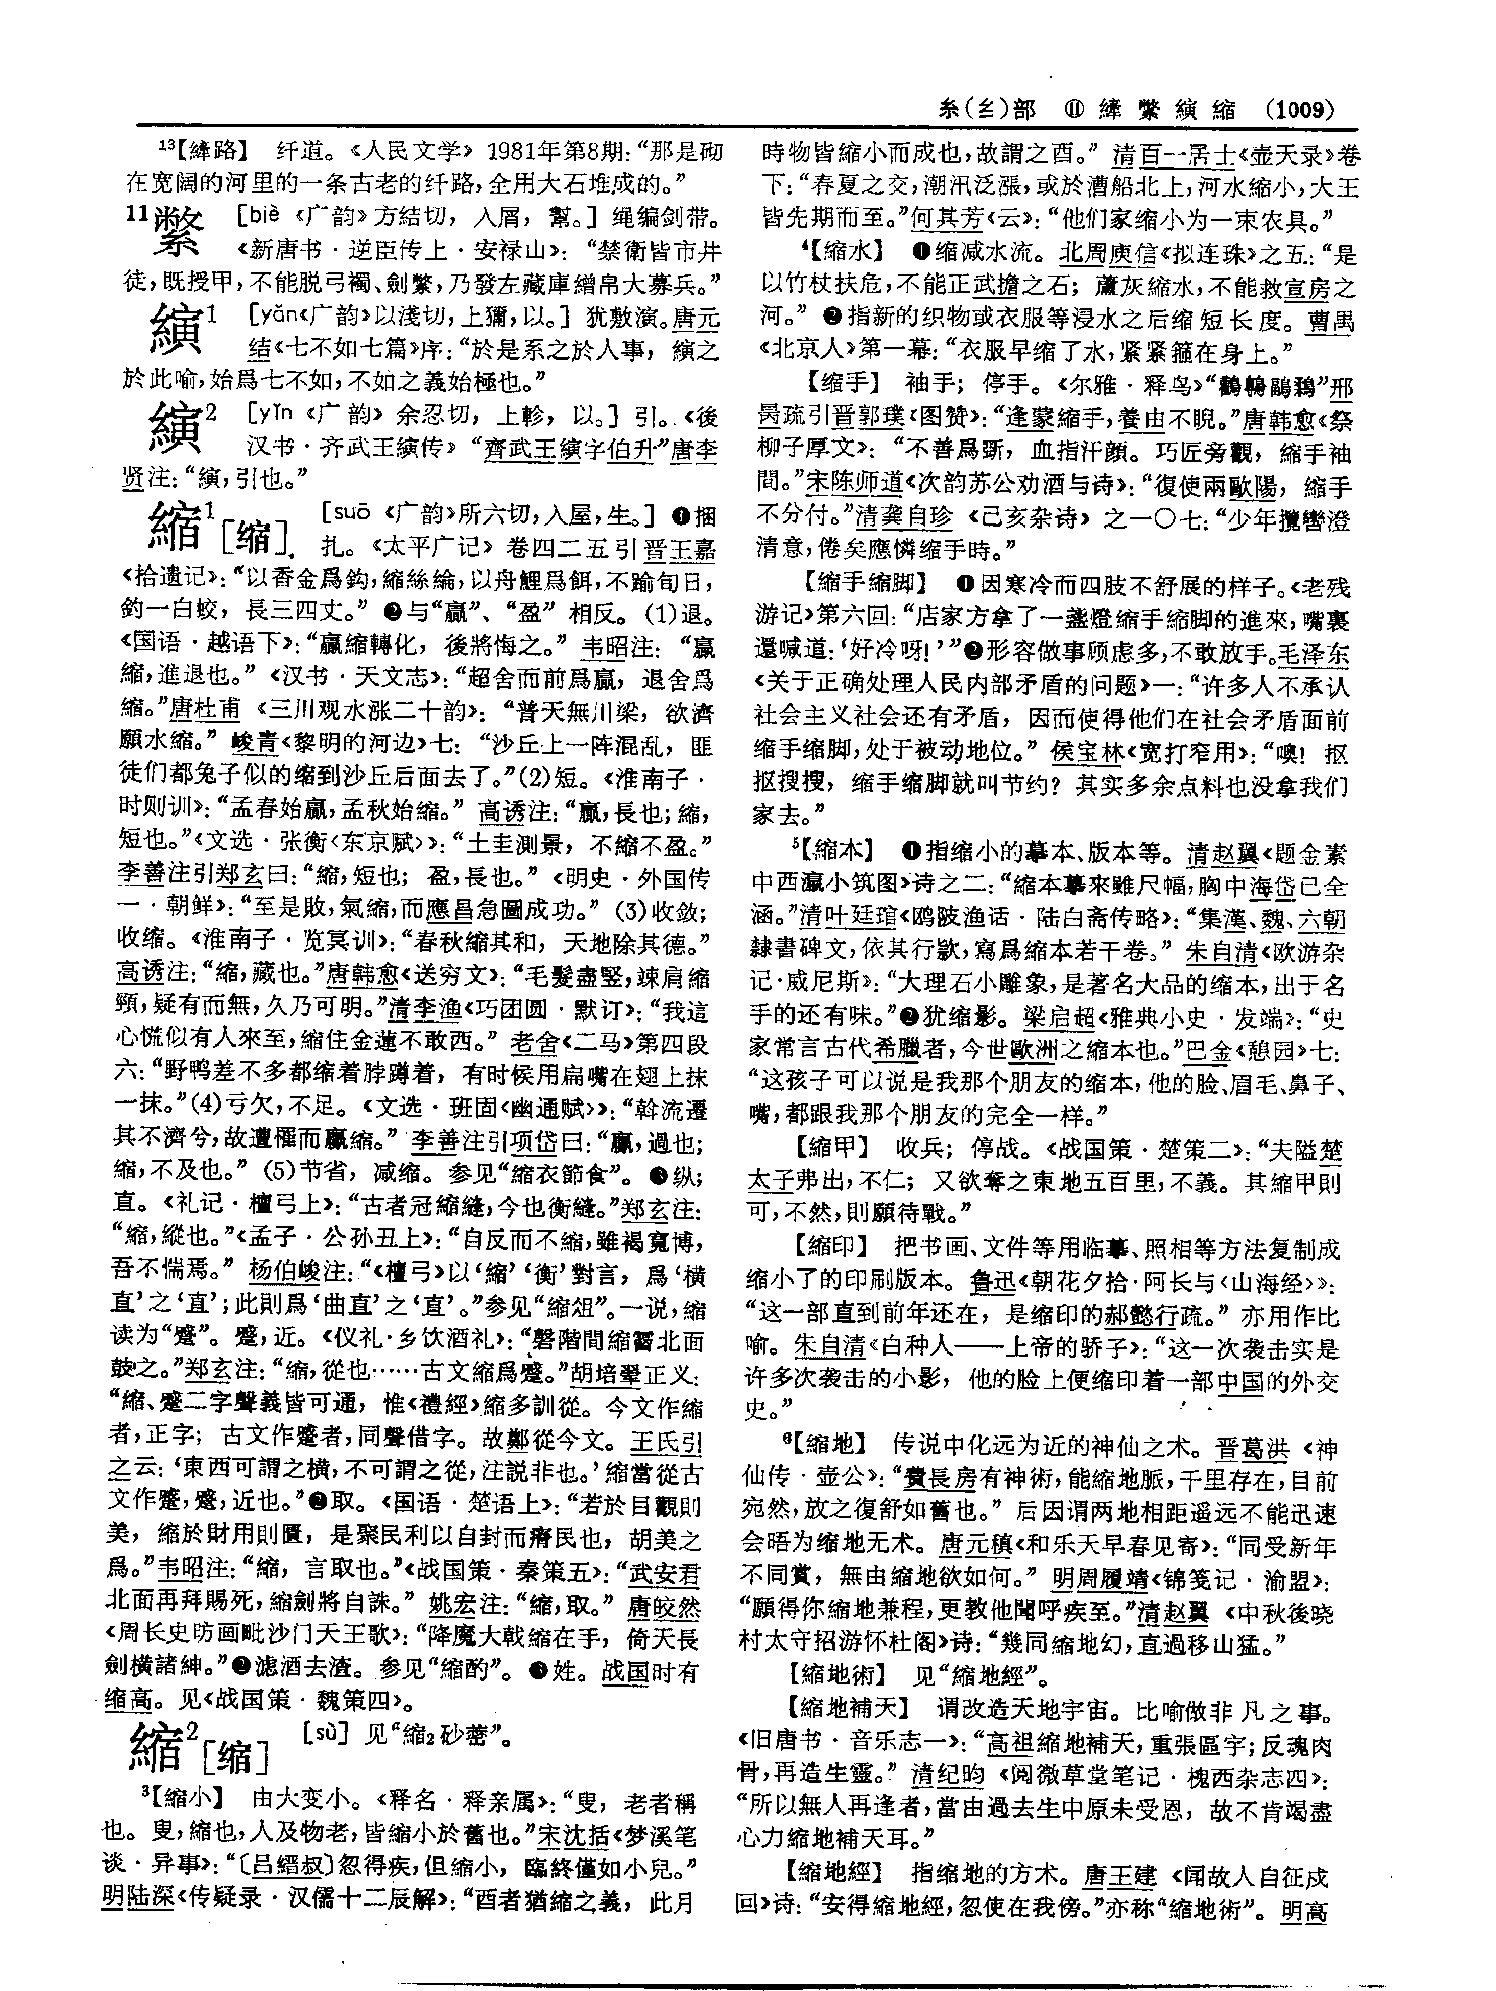 糸(纟)部 ⑪ 縴 䌘 縯 缩 (1009)
¹³【縴路】 纤道。《人民文学》1981年第8期：“那是砌
在宽阔的河里的一条古老的纤路，全用大石堆成的。”
11 [biè 《广韵》方结切，入屑，幫。] 绳编剑带。
《新唐书·逆臣传上·安禄山》：“禁衛皆市井
徒，既授甲，不能脱弓襡、劍䌘，乃發左藏庫繒帛大募兵。”
縯¹ [yǎn《广韵》以淺切，上獮，以。] 犹敷演。唐元
结《七不如七篇》序：“於是系之於人事，縯之
於此喻，始爲七不如，不如之義始極也。”
縯² [yǐn 《广韵》余忍切，上軫，以。] 引。《後
汉书·齐武王縯传》“齊武王縯字伯升”唐李
贤注：“縯，引也。”
縮¹[缩] [suō 《广韵》所六切，入屋，生。] ❶捆
扎。《太平广记》卷四二五引晋王嘉
《拾遗记》：“以香金爲鈎，縮絲綸，以舟鯉爲餌，不踰旬日，
釣一白蛟，長三四丈。” ❷与“赢”、“盈”相反。(1)退。
《国语·越语下》：“赢縮轉化，後將悔之。”韦昭注：“赢
縮，進退也。”《汉书·天文志》：“超舍而前爲赢，退舍爲
縮。”唐杜甫《三川观水涨二十韵》：“普天無川梁，欲濟
願水縮。”峻青《黎明的河边》七：“沙丘上一阵混乱，匪
徒们都兔子似的缩到沙丘后面去了。”(2)短。《淮南子·
时则训》：“孟春始赢，孟秋始縮。”高诱注：“赢，長也；縮，
短也。”《文选·张衡〈东京赋〉》：“土圭測景，不縮不盈。”
李善注引郑玄曰：“縮，短也；盈，長也。”《明史·外国传
一·朝鲜》：“至是敗，氣縮，而應昌急圖成功。”(3)收敛；
收缩。《淮南子·览冥训》：“春秋縮其和，天地除其德。”
高诱注：“縮，藏也。”唐韩愈《送穷文》：“毛髮盡竪，竦肩縮
頸，疑有而無，久乃可明。”清李渔《巧团圆·默订》：“我這
心慌似有人來至，縮住金蓮不敢西。”老舍《二马》第四段
六：“野鸭差不多都缩着脖蹲着，有时候用扁嘴在翅上抹
一抹。”(4)亏欠，不足。《文选·班固〈幽通赋〉》：“斡流遷
其不濟兮，故遭罹而赢縮。”李善注引项岱曰：“赢，過也；
縮，不及也。”(5)节省，减缩。参见“縮衣節食”。❸纵；
直。《礼记·檀弓上》：“古者冠縮縫，今也衡縫。”郑玄注：
“縮，縱也。”《孟子·公孙丑上》：“自反而不縮，雖褐寬博，
吾不惴焉。”杨伯峻注：“《檀弓》以‘縮’‘衡’對言，爲‘横
直’之‘直’；此則爲‘曲直’之‘直’。”参见“縮俎”。一说，縮
读为“蹙”。蹙，近。《仪礼·乡饮酒礼》：“磬階間縮霤北面
鼓之。”郑玄注：“縮，從也……古文縮爲蹙。”胡培翬正义：
“縮、蹙二字聲義皆可通，惟《禮經》縮多訓從。今文作縮
者，正字；古文作蹙者，同聲借字。故鄭從今文。王氏引
之云：‘東西可謂之横，不可謂之從，注説非也。’縮當從古
文作蹙，蹙，近也。”❷取。《国语·楚语上》：“若於目觀則
美，縮於財用則匱，是聚民利以自封而瘠民也，胡美之
爲。”韦昭注：“縮，言取也。”《战国策·秦策五》：“武安君
北面再拜賜死，縮劍將自誅。”姚宏注：“縮，取。”唐皎然
《周长史昉画毗沙门天王歌》：“降魔大戟縮在手，倚天長
劍横諸紳。”❷滤酒去渣。参见“縮酌”。❸姓。战国时有
缩高。见《战国策·魏策四》。
縮²[缩] [sù] 见“縮₂砂蔤”。
³【縮小】 由大变小。《释名·释亲属》：“叟，老者稱
也。叟，縮也，人及物老，皆縮小於舊也。”宋沈括《梦溪笔
谈·异事》：“〔吕縉叔〕忽得疾，但縮小，臨終僅如小兒。”
明陆深《传疑录·汉儒十二辰解》：“酉者猶縮之義，此月
時物皆縮小而成也，故謂之酉。”清百一居士《壶天录》卷
下：“春夏之交，潮汛泛漲，或於漕船北上，河水縮小，大王
皆先期而至。”何其芳《云》：“他们家缩小为一束农具。”
⁴【縮水】 ❶缩减水流。北周庾信《拟连珠》之五：“是
以竹杖扶危，不能正武擔之石；蘆灰縮水，不能救宣房之
河。”❷指新的织物或衣服等浸水之后缩短长度。曹禺
《北京人》第一幕：“衣服早缩了水，紧紧箍在身上。”
【縮手】 袖手；停手。《尔雅·释鸟》“鸛鷒鶝鶔”邢
昺疏引晋郭璞《图赞》：“逢蒙縮手，養由不睨。”唐韩愈《祭
柳子厚文》：“不善爲斲，血指汗顔。巧匠旁觀，縮手袖
間。”宋陈师道《次韵苏公劝酒与诗》：“復使兩歐陽，縮手
不分付。”清龚自珍《己亥杂诗》之一〇七：“少年攬轡澄
清意，倦矣應憐縮手時。”
【縮手縮脚】 ❶因寒冷而四肢不舒展的样子。《老残
游记》第六回：“店家方拿了一盞燈縮手縮脚的進來，嘴裏
還喊道：‘好冷呀！’”❷形容做事顾虑多，不敢放手。毛泽东
《关于正确处理人民内部矛盾的问题》一：“许多人不承认
社会主义社会还有矛盾，因而使得他们在社会矛盾面前
缩手缩脚，处于被动地位。”侯宝林《宽打窄用》：“噢！抠
抠搜搜，缩手缩脚就叫节约？其实多余点料也没拿我们
家去。”
⁵【縮本】 ❶指缩小的摹本、版本等。清赵翼《题金素
中西瀛小筑图》诗之二：“縮本摹來雖尺幅，胸中海岱已全
涵。”清叶廷琯《鸥陂渔话·陆白斋传略》：“集漢、魏、六朝
隸書碑文，依其行欵，寫爲縮本若干卷。”朱自清《欧游杂
记·威尼斯》：“大理石小雕象，是著名大品的缩本，出于名
手的还有味。”❷犹缩影。梁启超《雅典小史·发端》：“史
家常言古代希臘者，今世歐洲之縮本也。”巴金《憩园》七：
“这孩子可以说是我那个朋友的缩本，他的脸、眉毛、鼻子、
嘴，都跟我那个朋友的完全一样。”
【縮甲】 收兵；停战。《战国策·楚策二》：“夫隘楚
太子弗出，不仁；又欲奪之東地五百里，不義。其縮甲則
可，不然，則願待戰。”
【縮印】 把书画、文件等用临摹、照相等方法复制成
缩小了的印刷版本。鲁迅《朝花夕拾·阿长与〈山海经〉》：
“这一部直到前年还在，是缩印的郝懿行疏。”亦用作比
喻。朱自清《白种人——上帝的骄子》：“这一次袭击实是
许多次袭击的小影，他的脸上便缩印着一部中国的外交
史。”
⁶【縮地】 传说中化远为近的神仙之术。晋葛洪《神
仙传·壶公》：“費長房有神術，能縮地脈，千里存在，目前
宛然，放之復舒如舊也。”后因谓两地相距遥远不能迅速
会晤为缩地无术。唐元稹《和乐天早春见寄》：“同受新年
不同賞，無由縮地欲如何。”明周履靖《锦笺记·渝盟》：
“願得你縮地兼程，更教他聞呼疾至。”清赵翼《中秋後晓
村太守招游怀杜阁》诗：“幾同縮地幻，直過移山猛。”
【縮地術】 见“縮地經”。
【縮地補天】 谓改造天地宇宙。比喻做非凡之事。
《旧唐书·音乐志一》：“高祖縮地補天，重張區宇；反魂肉
骨，再造生靈。”清纪昀《阅微草堂笔记·槐西杂志四》：
“所以無人再逢者，當由過去生中原未受恩，故不肯竭盡
心力縮地補天耳。”
【縮地經】 指缩地的方术。唐王建《闻故人自征戍
回》诗：“安得縮地經，忽使在我傍。”亦称“縮地術”。明高